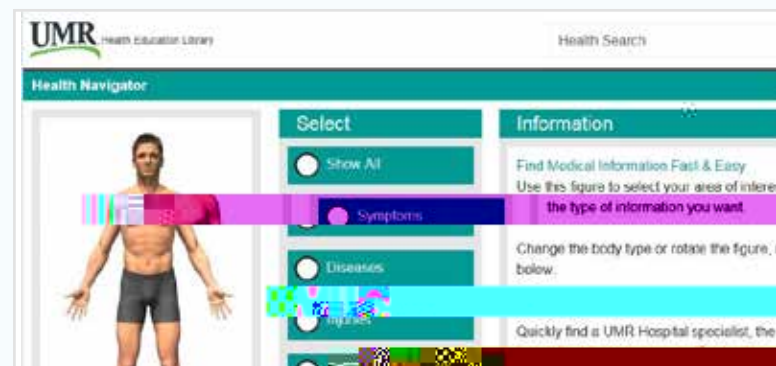 UMR Health Education Library
Health Search
Health Navigator
Select
Show All
Symptoms
Diseases
Injuries
Information
Find Medical Information Fast & Easy
Use this figure to select your area of
the type of information you want.
Change the body type or rotate the figure,
below.
Quickly find a UMR Hospital specialist, the